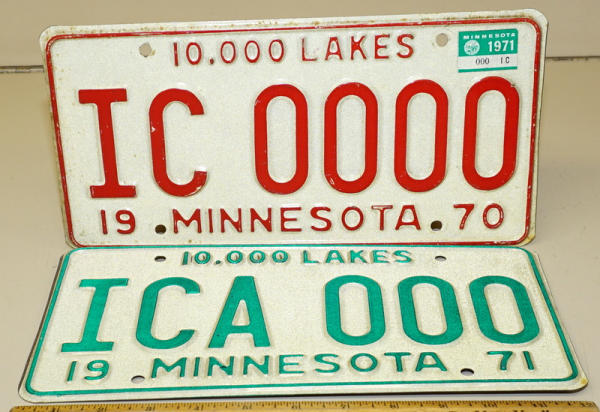 10,000 LAKES
MINNESOTA
1971
000 IC
IC 0000
19 MINNESOTA 70
10,000 LAKES
ICA 000
19 MINNESOTA 71